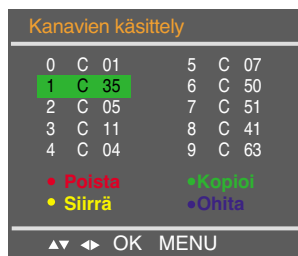 Kanavien käsittely
0 C 01 5 C 07
1 C 35 6 C 50
2 C 05 7 C 51
3 C 11 8 C 41
4 C 04 9 C 63
• Poista •Kopioi
• Siirrä •Ohita
▲▼ ◄► OK MENU